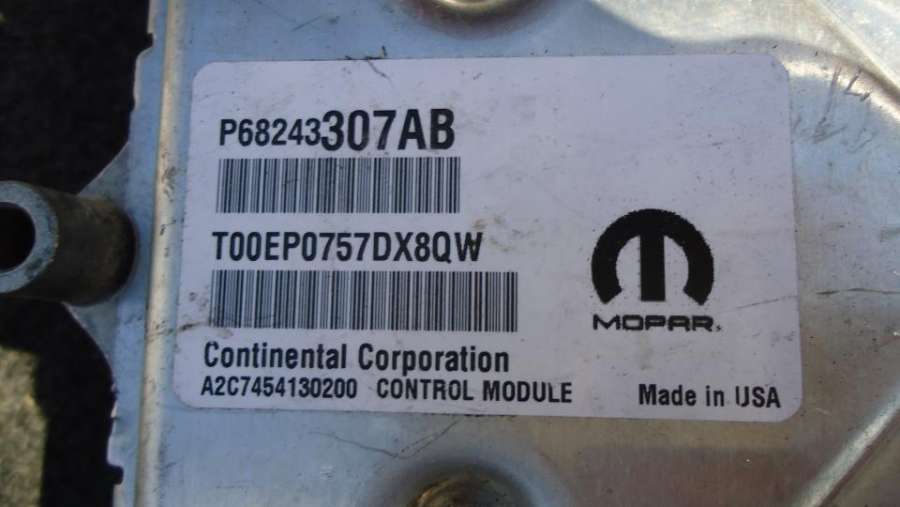 P68243307AB
T00EP0757DX8QW
MOPAR
Continental Corporation
A2C7454130200 CONTROL MODULE
Made in USA